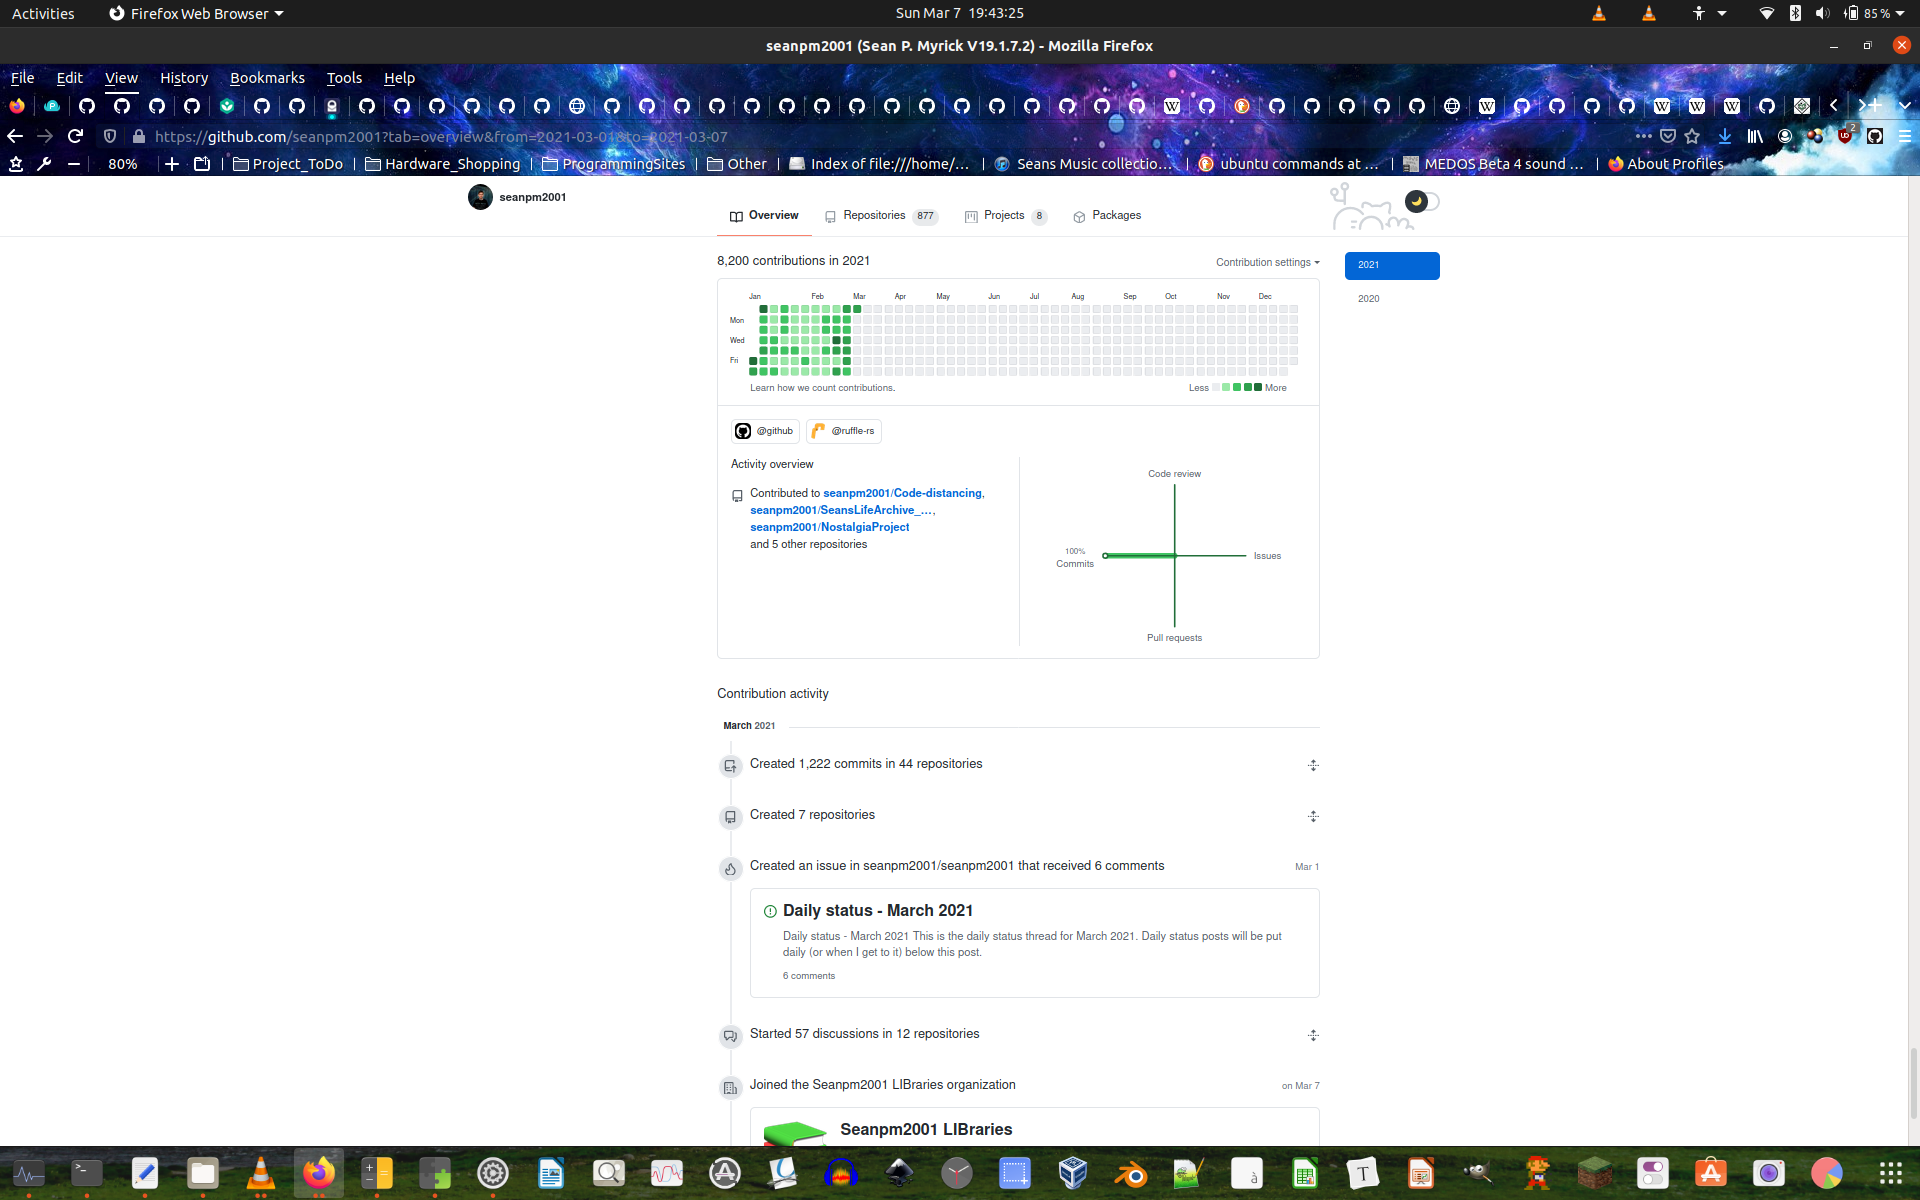 Activities
Firefox Web Browser
Sun Mar 7 19:43:25
85 %
seanpm2001 (Sean P. Myrick V19.1.7.2) - Mozilla Firefox
File Edit View History Bookmarks Tools Help
https://github.com/seanpm2001?tab=overview&from=2021-03-01&to=2021-03-07
2
80%
Project_ToDo
Hardware_Shopping
ProgrammingSites
Other
Index of file:///home/...
Seans Music collectio...
ubuntu commands at ...
MEDOS Beta 4 sound ...
About Profiles
seanpm2001
Overview
Repositories 877
Projects 8
Packages
8,200 contributions in 2021
Contribution settings
2021
2020
Jan Feb Mar Apr May Jun Jul Aug Sep Oct Nov Dec
Mon
Wed
Fri
Learn how we count contributions.
Less More
@github
@ruffle-rs
Activity overview
Contributed to seanpm2001/Code-distancing,
seanpm2001/SeansLifeArchive_...,
seanpm2001/NostalgiaProject
and 5 other repositories
Code review
100%
Commits
Issues
Pull requests
Contribution activity
March 2021
Created 1,222 commits in 44 repositories
Created 7 repositories
Created an issue in seanpm2001/seanpm2001 that received 6 comments
Mar 1
Daily status - March 2021
Daily status - March 2021 This is the daily status thread for March 2021. Daily status posts will be put
daily (or when I get to it) below this post.
6 comments
Started 57 discussions in 12 repositories
Joined the Seanpm2001 LIBraries organization
on Mar 7
Seanpm2001 LIBraries